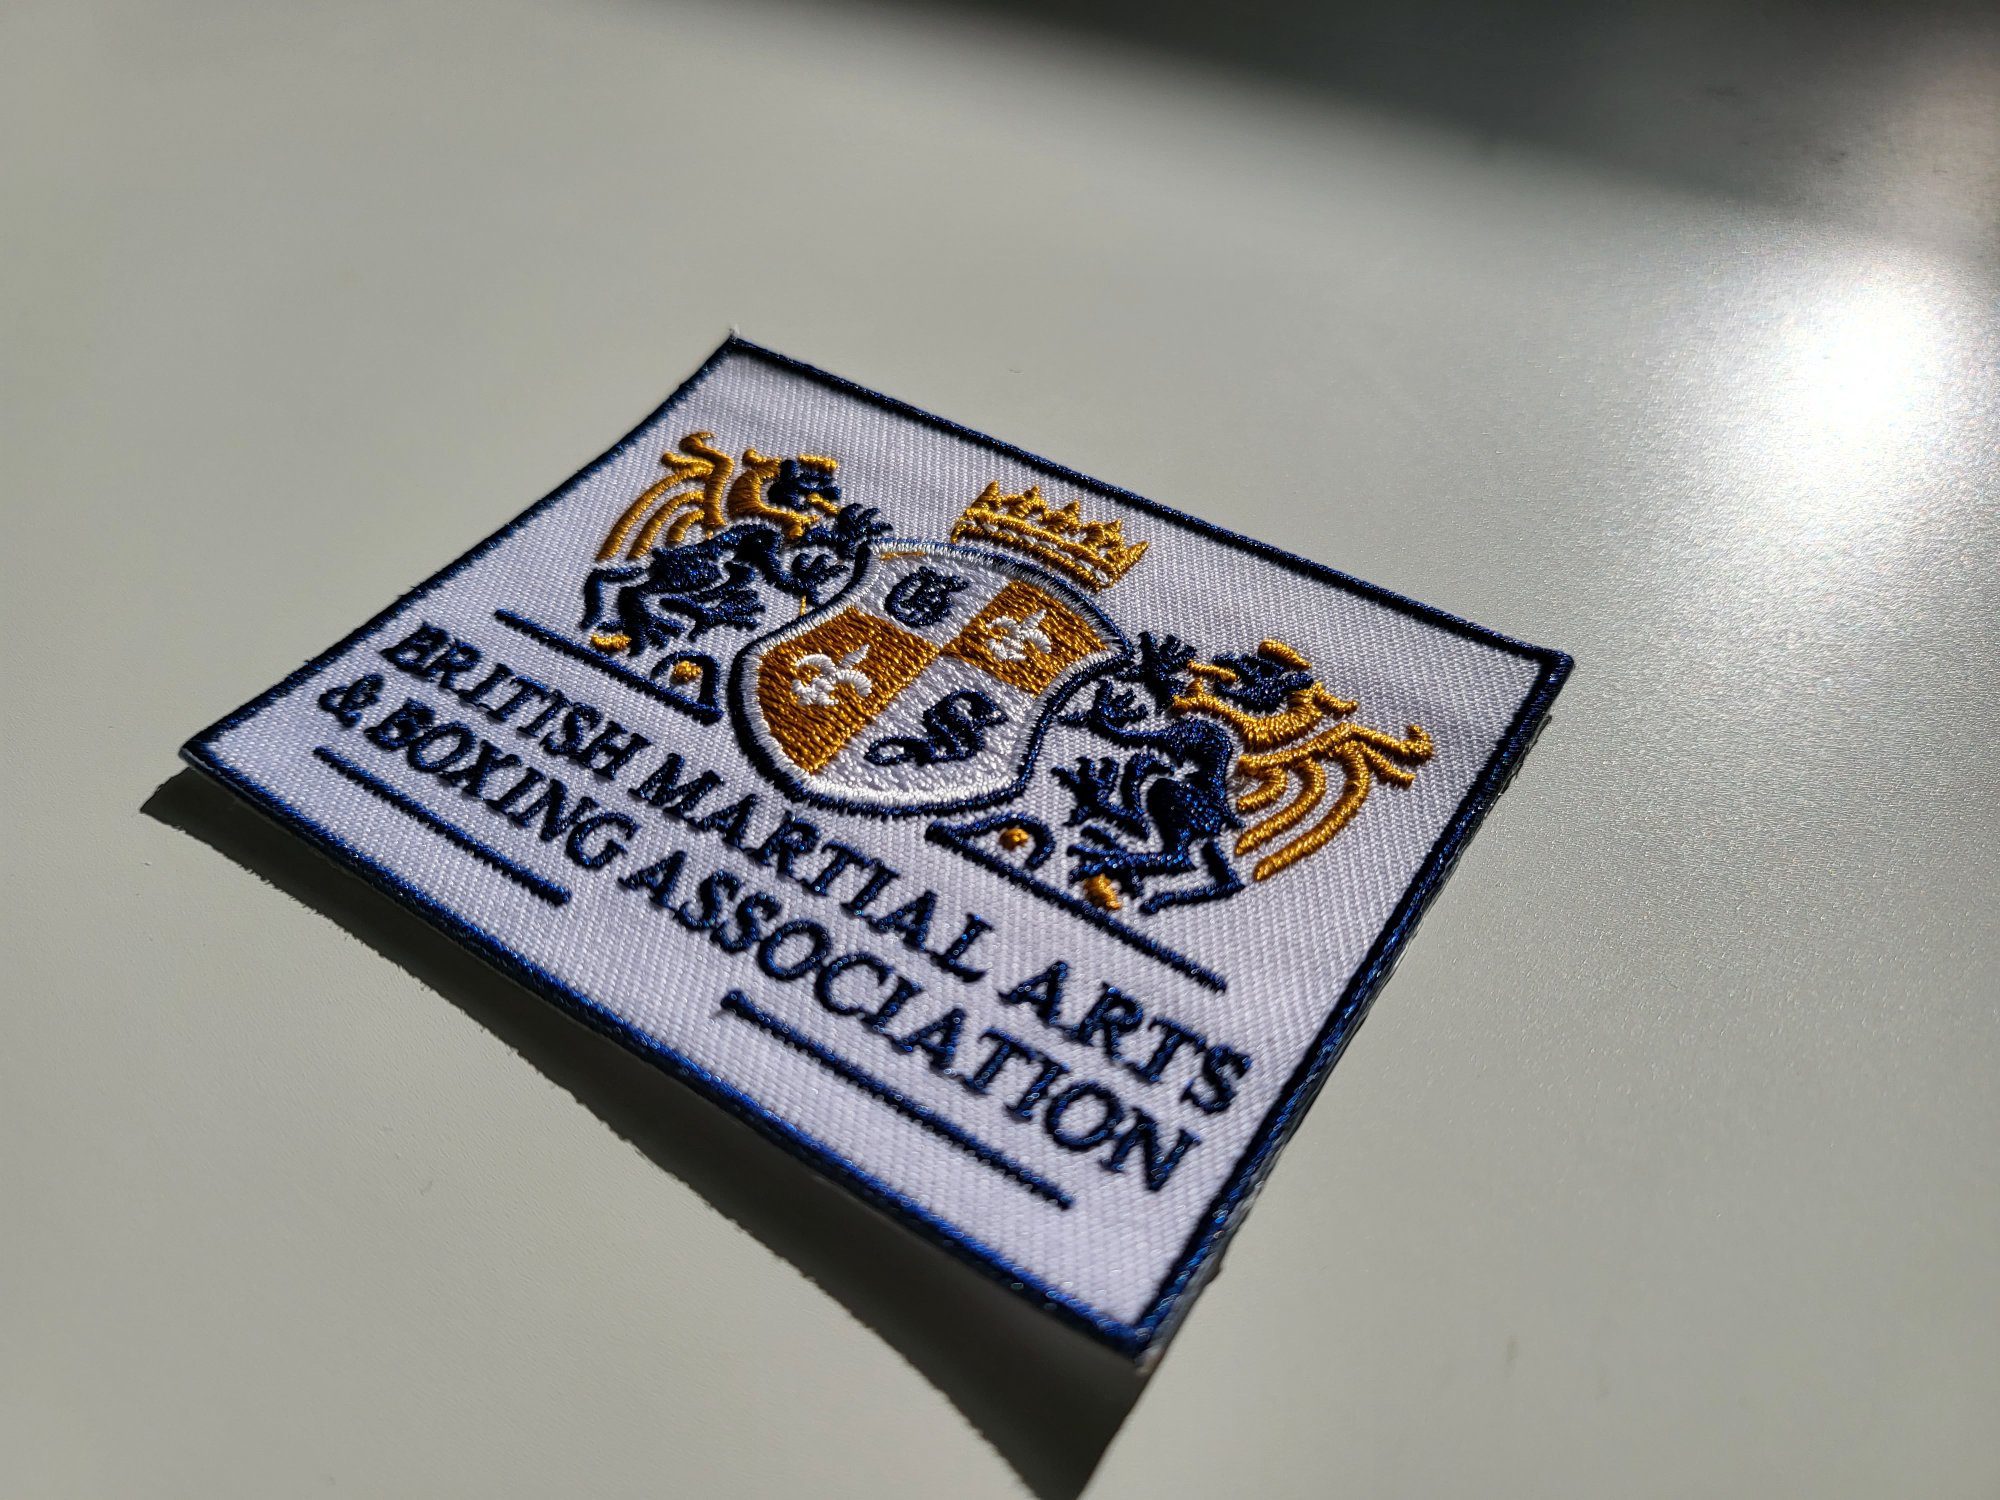 BRITISH MARTIAL ARTS
& BOXING ASSOCIATION